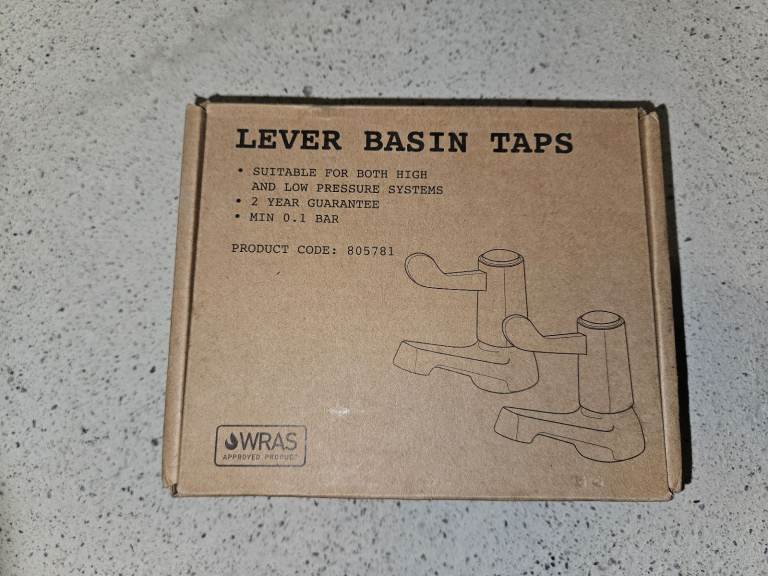 LEVER BASIN TAPS
• SUITABLE FOR BOTH HIGH
AND LOW PRESSURE SYSTEMS
• 2 YEAR GUARANTEE
• MIN 0.1 BAR
PRODUCT CODE: 805781
WRAS
APPROVED PRODUCT